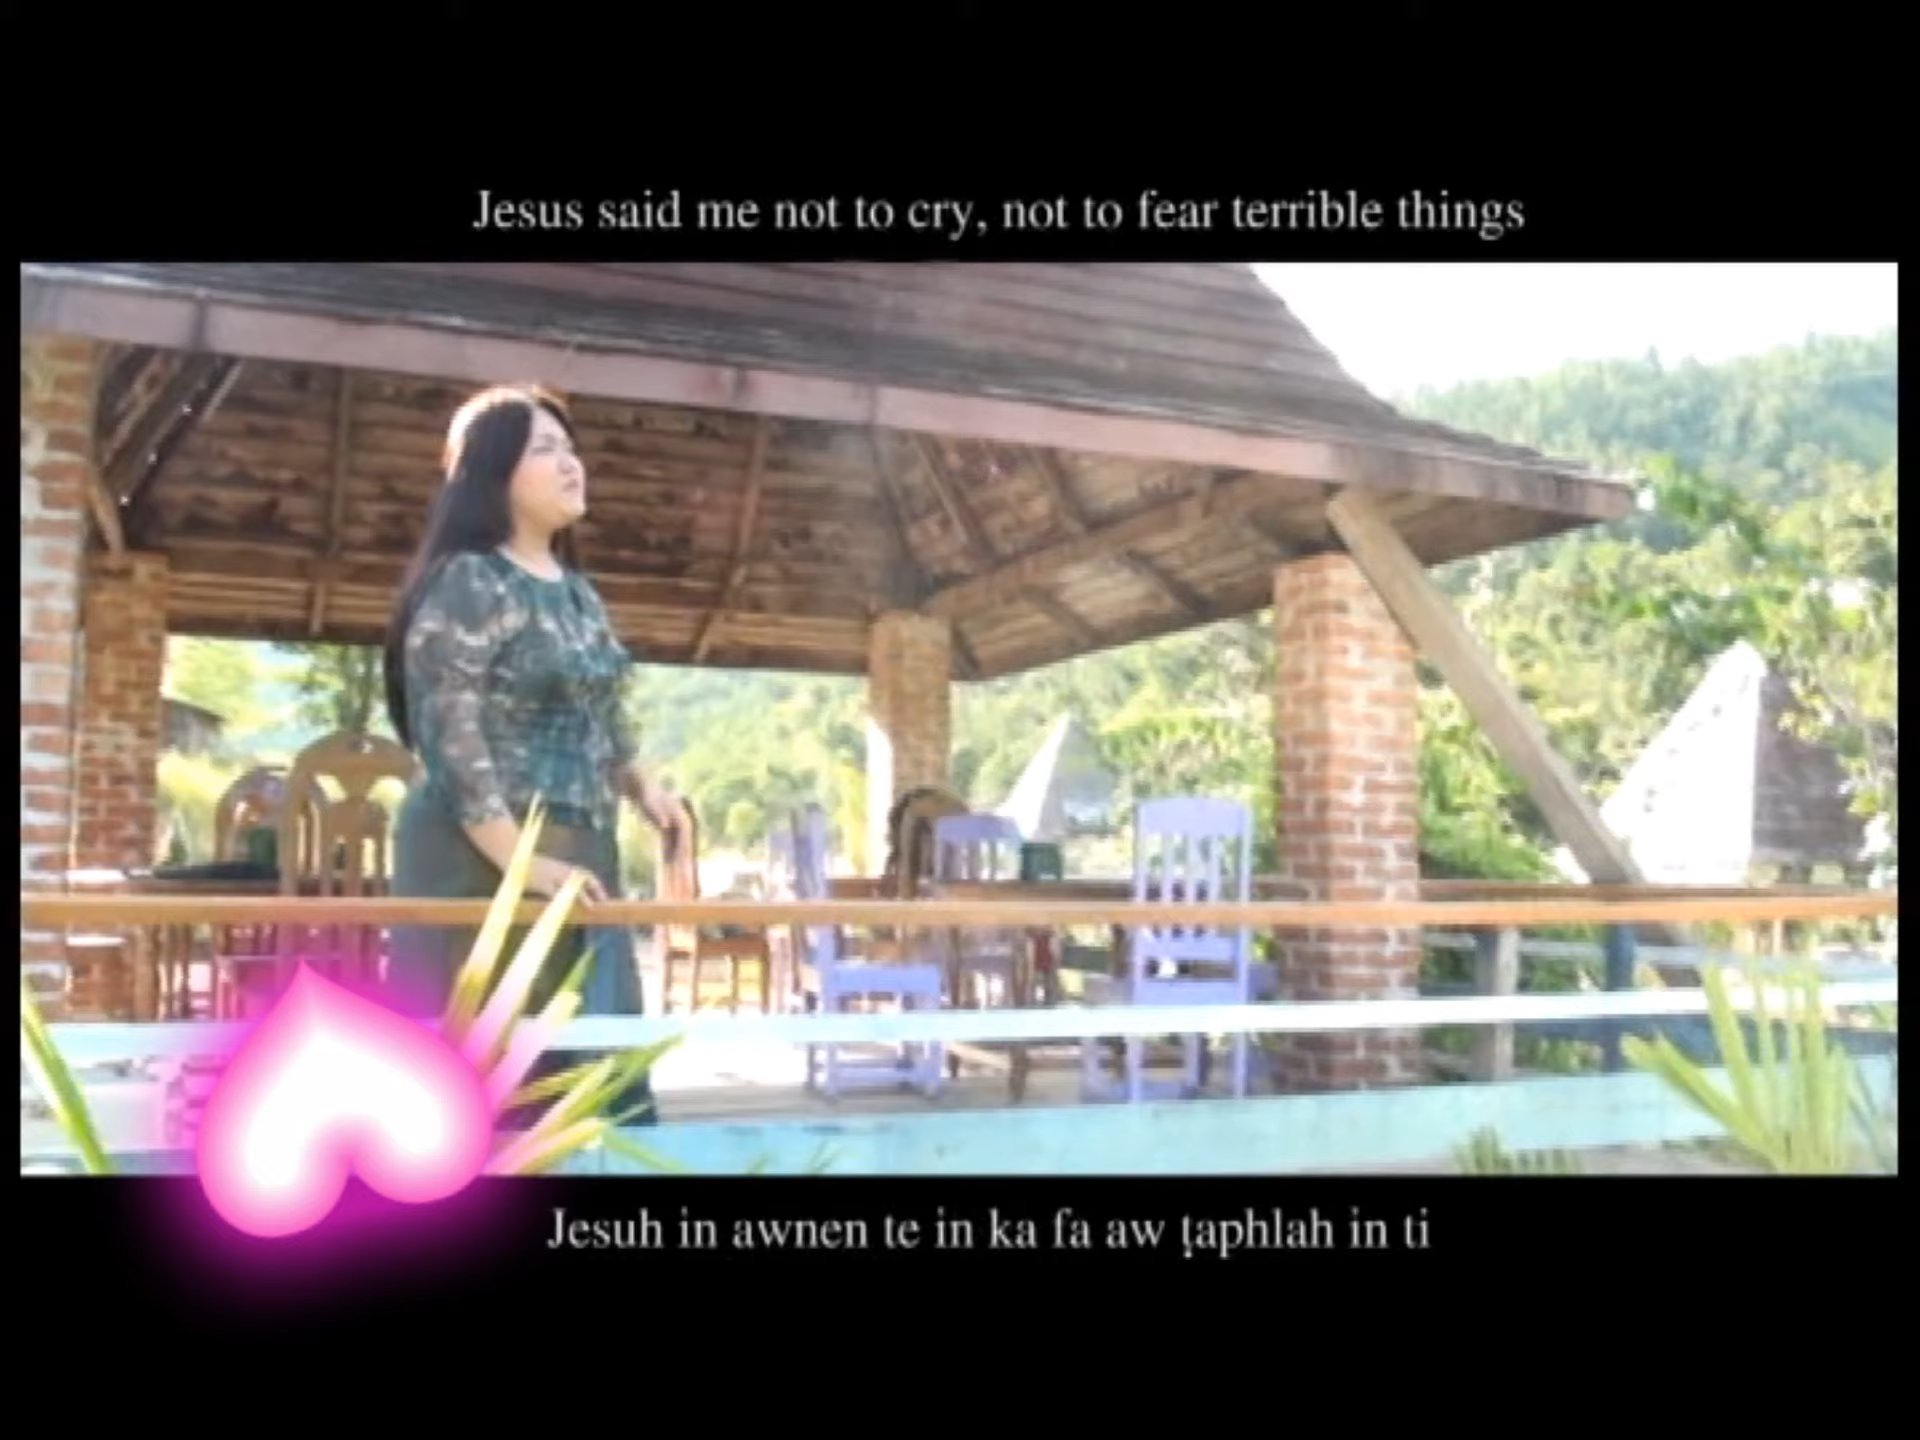 Jesus said me not to cry, not to fear terrible things
Jesuh in awnen te in ka fa aw ţaphlah in ti